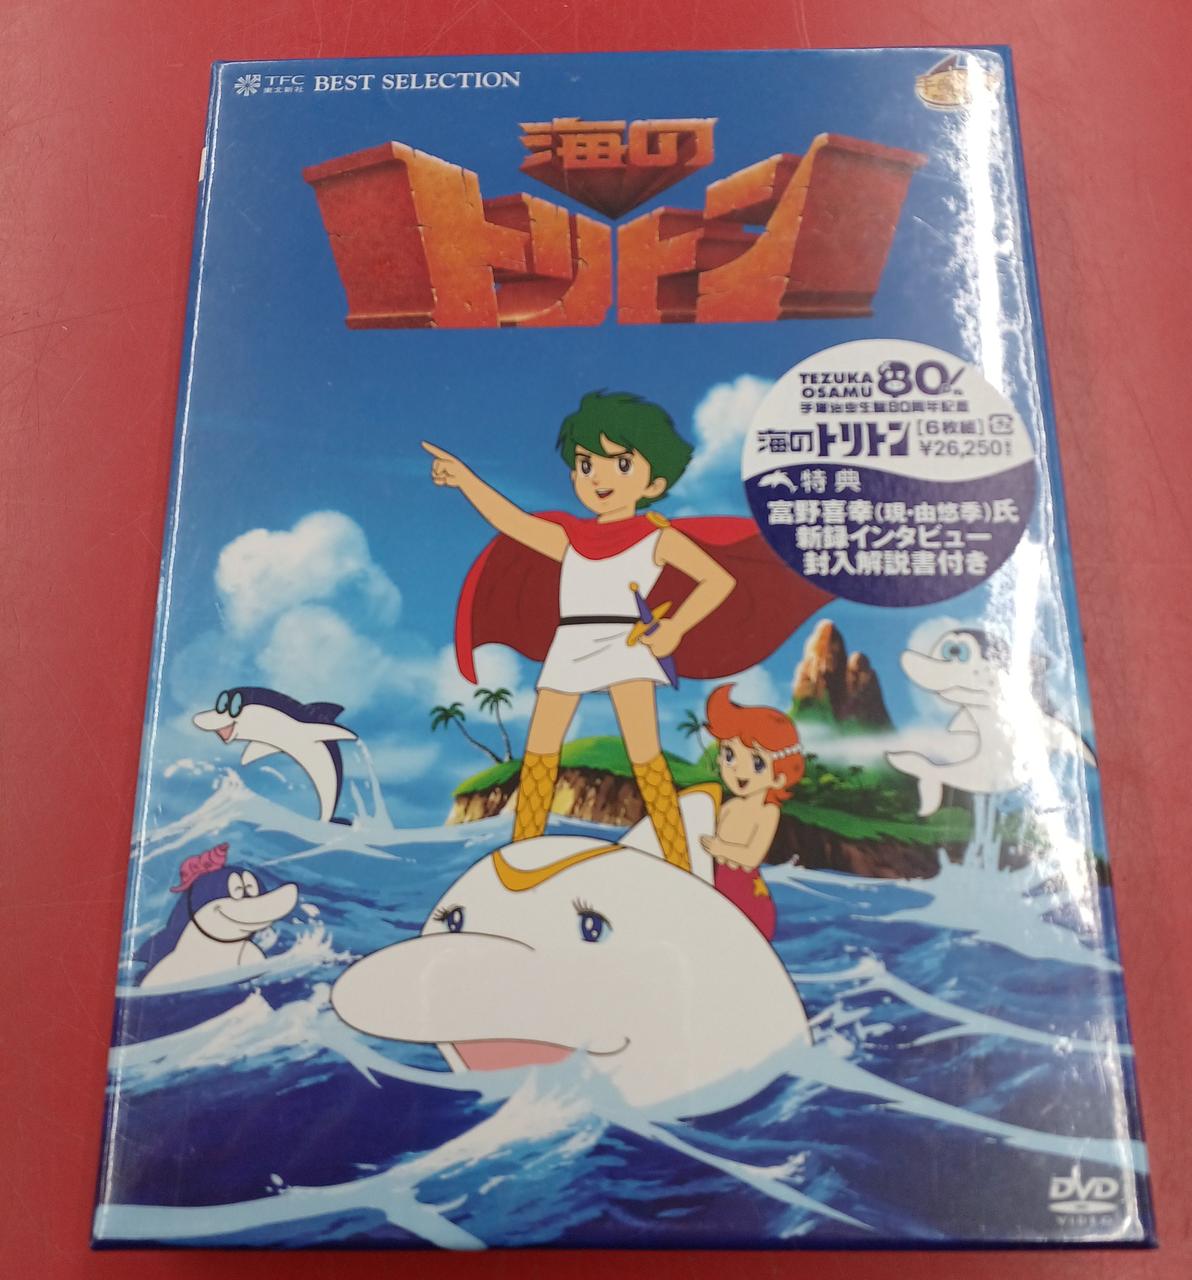 TFC
東北新社
BEST SELECTION
海の
トリトン
TEZUKA
OSAMU
80
手塚治虫生誕80周年記念
海のトリトン
[6枚組]
¥26,250
特典
富野喜幸(現・由悠季)氏
新録インタビュー
封入解説書付き
DVD
VIDEO